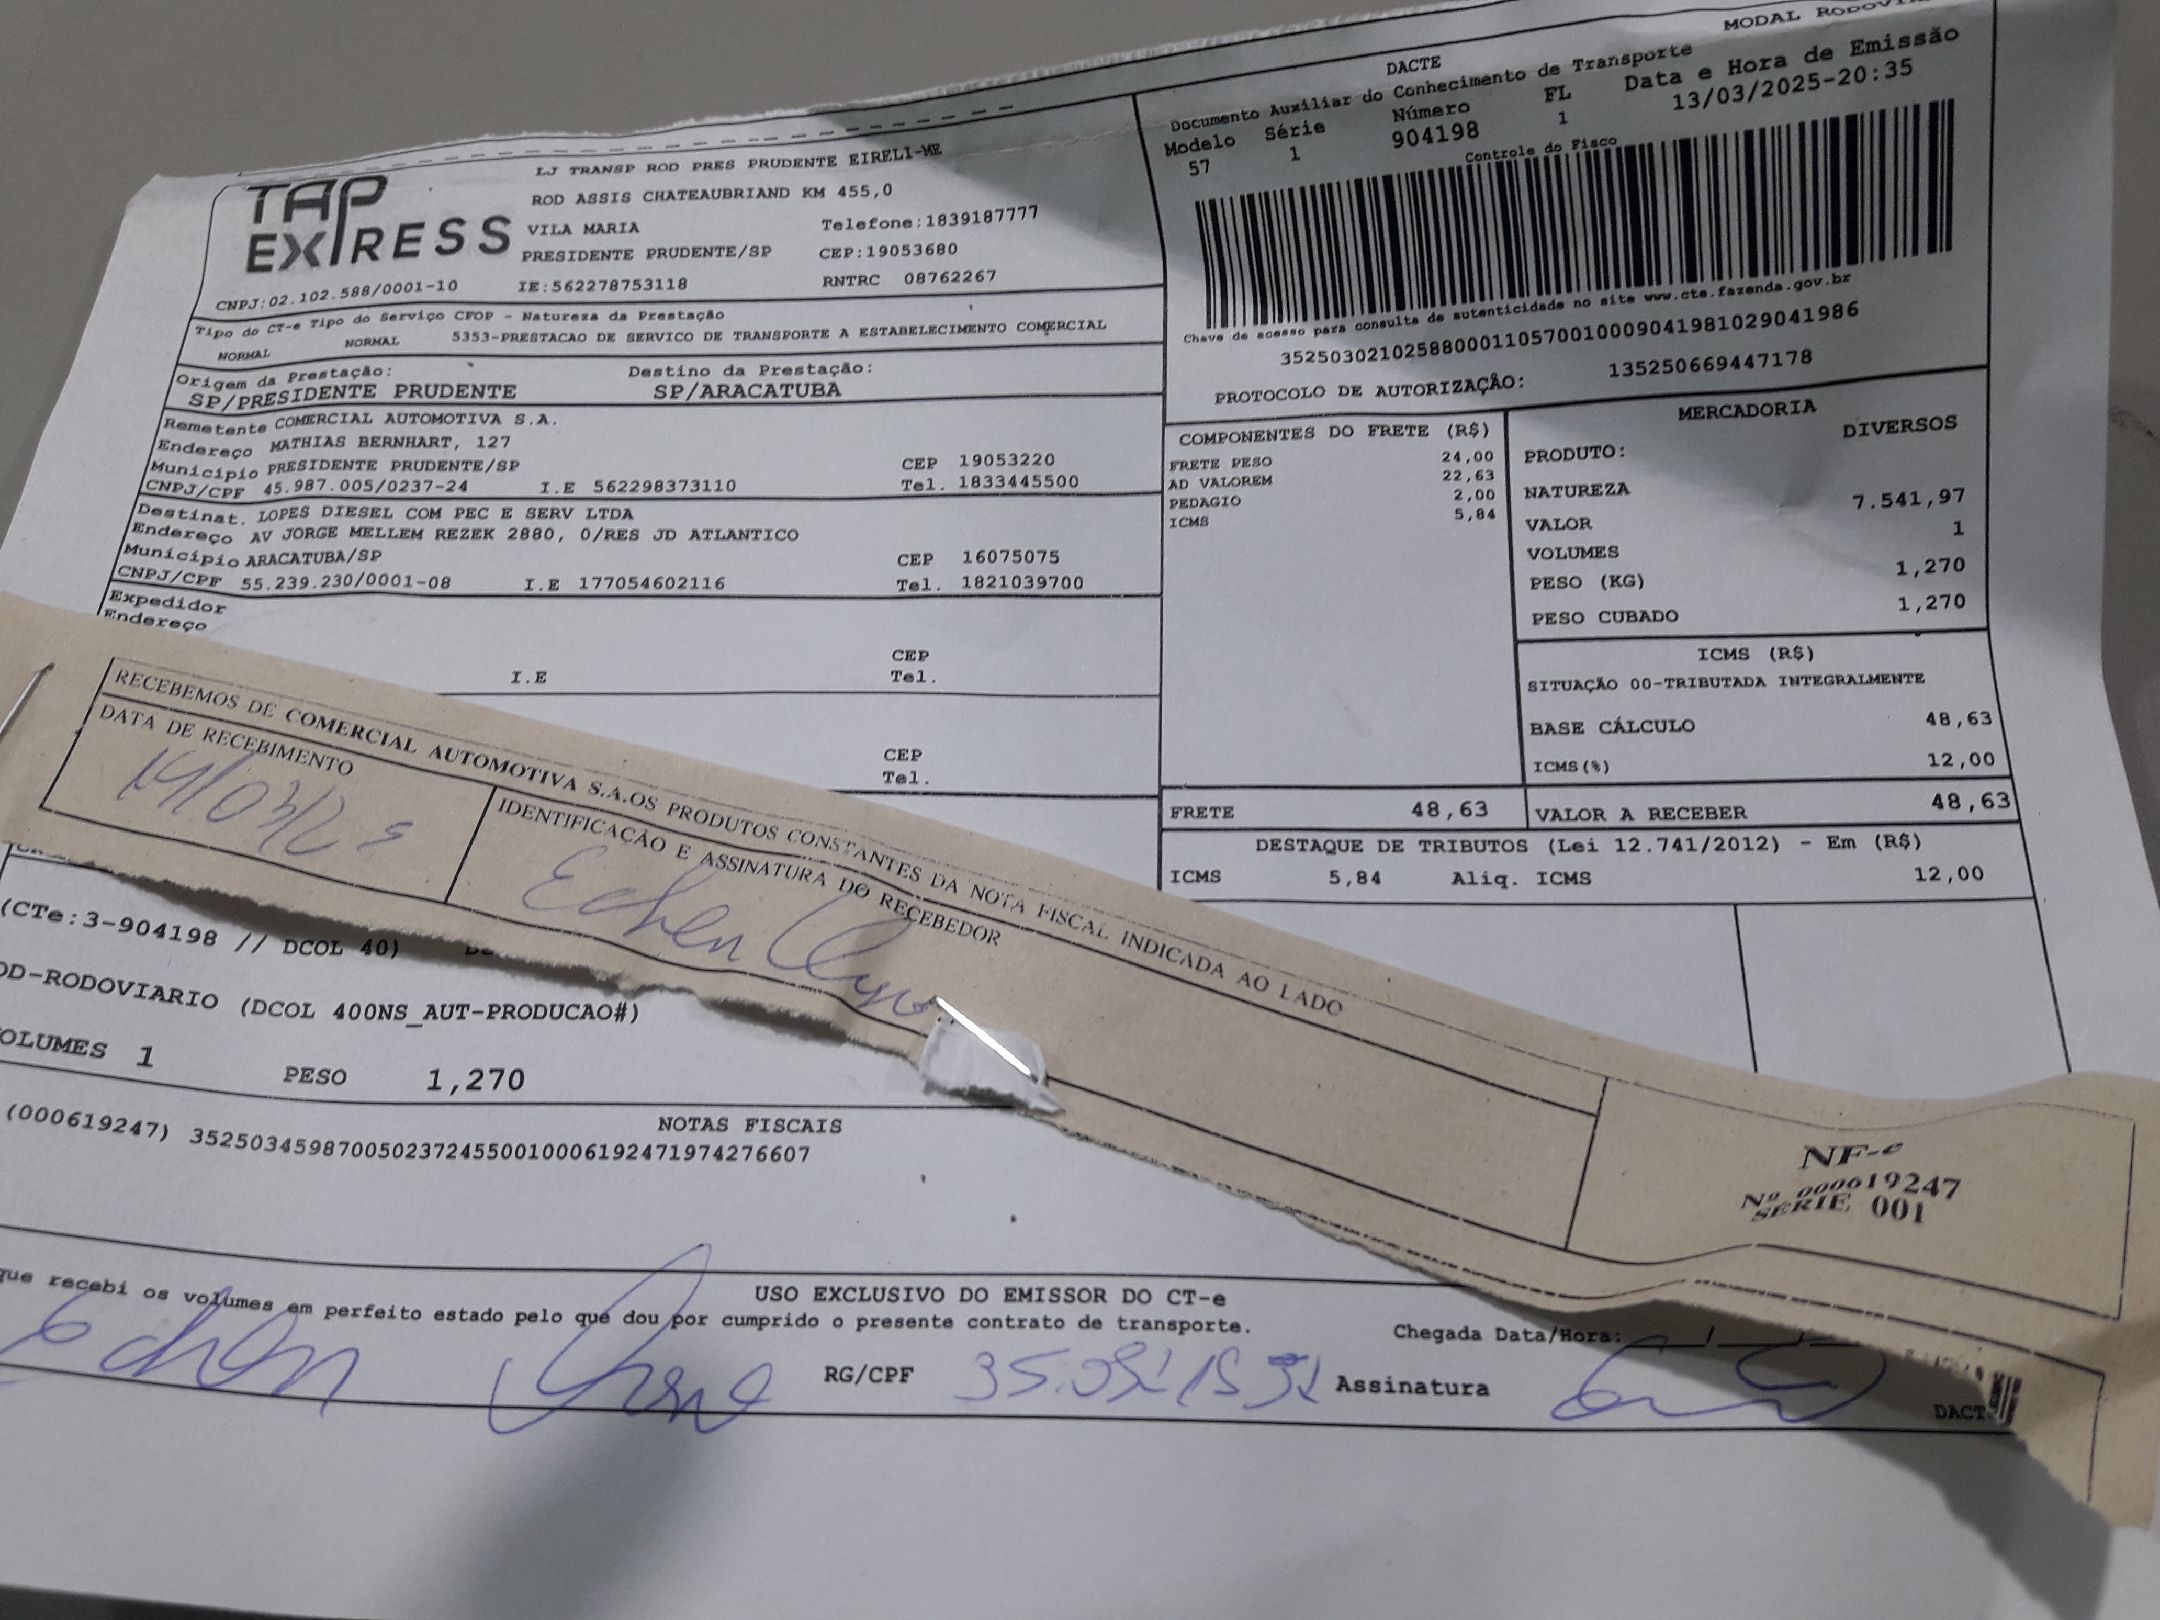 MODAL RODOVI
DACTE
Documento Auxiliar do Conhecimento de Transporte
Modelo Série Número FL Data e Hora de Emissão
57 1 904198 1 13/03/2025-20:35
Controle do Fisco
Chave de acesso para consulta de autenticidade no site www.cte.fazenda.gov.br
35250302102588000110570010009041981029041986
PROTOCOLO DE AUTORIZAÇÃO: 135250669447178
TAP EXPRESS
LJ TRANSP ROD PRES PRUDENTE EIRELI-ME
ROD ASSIS CHATEAUBRIAND KM 455,0
VILA MARIA Telefone:1839187777
PRESIDENTE PRUDENTE/SP CEP:19053680
CNPJ:02.102.588/0001-10 IE:562278753118 RNTRC 08762267
Tipo do CT-e Tipo do Serviço CFOP - Natureza da Prestação
NORMAL NORMAL 5353-PRESTACAO DE SERVICO DE TRANSPORTE A ESTABELECIMENTO COMERCIAL
Origem da Prestação: Destino da Prestação:
SP/PRESIDENTE PRUDENTE SP/ARACATUBA
Remetente COMERCIAL AUTOMOTIVA S.A.
Endereço MATHIAS BERNHART, 127
Município PRESIDENTE PRUDENTE/SP CEP 19053220
CNPJ/CPF 45.987.005/0237-24 I.E 562298373110 Tel. 1833445500
Destinat. LOPES DIESEL COM PEC E SERV LTDA
Endereço AV JORGE MELLEM REZEK 2880, 0/RES JD ATLANTICO
Município ARACATUBA/SP CEP 16075075
CNPJ/CPF 55.239.230/0001-08 I.E 177054602116 Tel. 1821039700
Expedidor
Endereço
CEP
I.E Tel.
CEP
Tel.
COMPONENTES DO FRETE (R$)
FRETE PESO 24,00
AD VALOREM 22,63
PEDAGIO 2,00
ICMS 5,84
FRETE 48,63
MERCADORIA
PRODUTO: DIVERSOS
NATUREZA
VALOR 7.541,97
VOLUMES 1
PESO (KG) 1,270
PESO CUBADO 1,270
ICMS (R$)
SITUAÇÃO 00-TRIBUTADA INTEGRALMENTE
BASE CÁLCULO 48,63
ICMS(%) 12,00
VALOR A RECEBER 48,63
DESTAQUE DE TRIBUTOS (Lei 12.741/2012) - Em (R$)
ICMS 5,84 Aliq. ICMS 12,00
RECEBEMOS DE COMERCIAL AUTOMOTIVA S.A.OS PRODUTOS CONSTANTES DA NOTA FISCAL INDICADA AO LADO
DATA DE RECEBIMENTO IDENTIFICAÇÃO E ASSINATURA DO RECEBEDOR
14/03/25
NF-e
Nº 000619247
SÉRIE 001
(CTe:3-904198 // DCOL 40)
OD-RODOVIARIO (DCOL 400NS_AUT-PRODUCAO#)
OLUMES 1 PESO 1,270
NOTAS FISCAIS
(000619247) 35250345987005023724550010006192471974276607
USO EXCLUSIVO DO EMISSOR DO CT-e
que recebi os volumes em perfeito estado pelo que dou por cumprido o presente contrato de transporte.
Chegada Data/Hora: / /
RG/CPF Assinatura
DACT